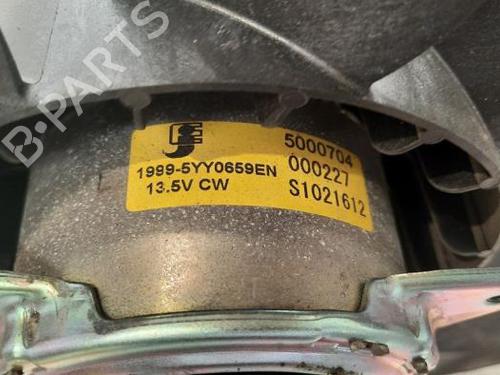 5000704
1999-5YY0659EN 000227
13.5V CW S1021612
B-PARTS